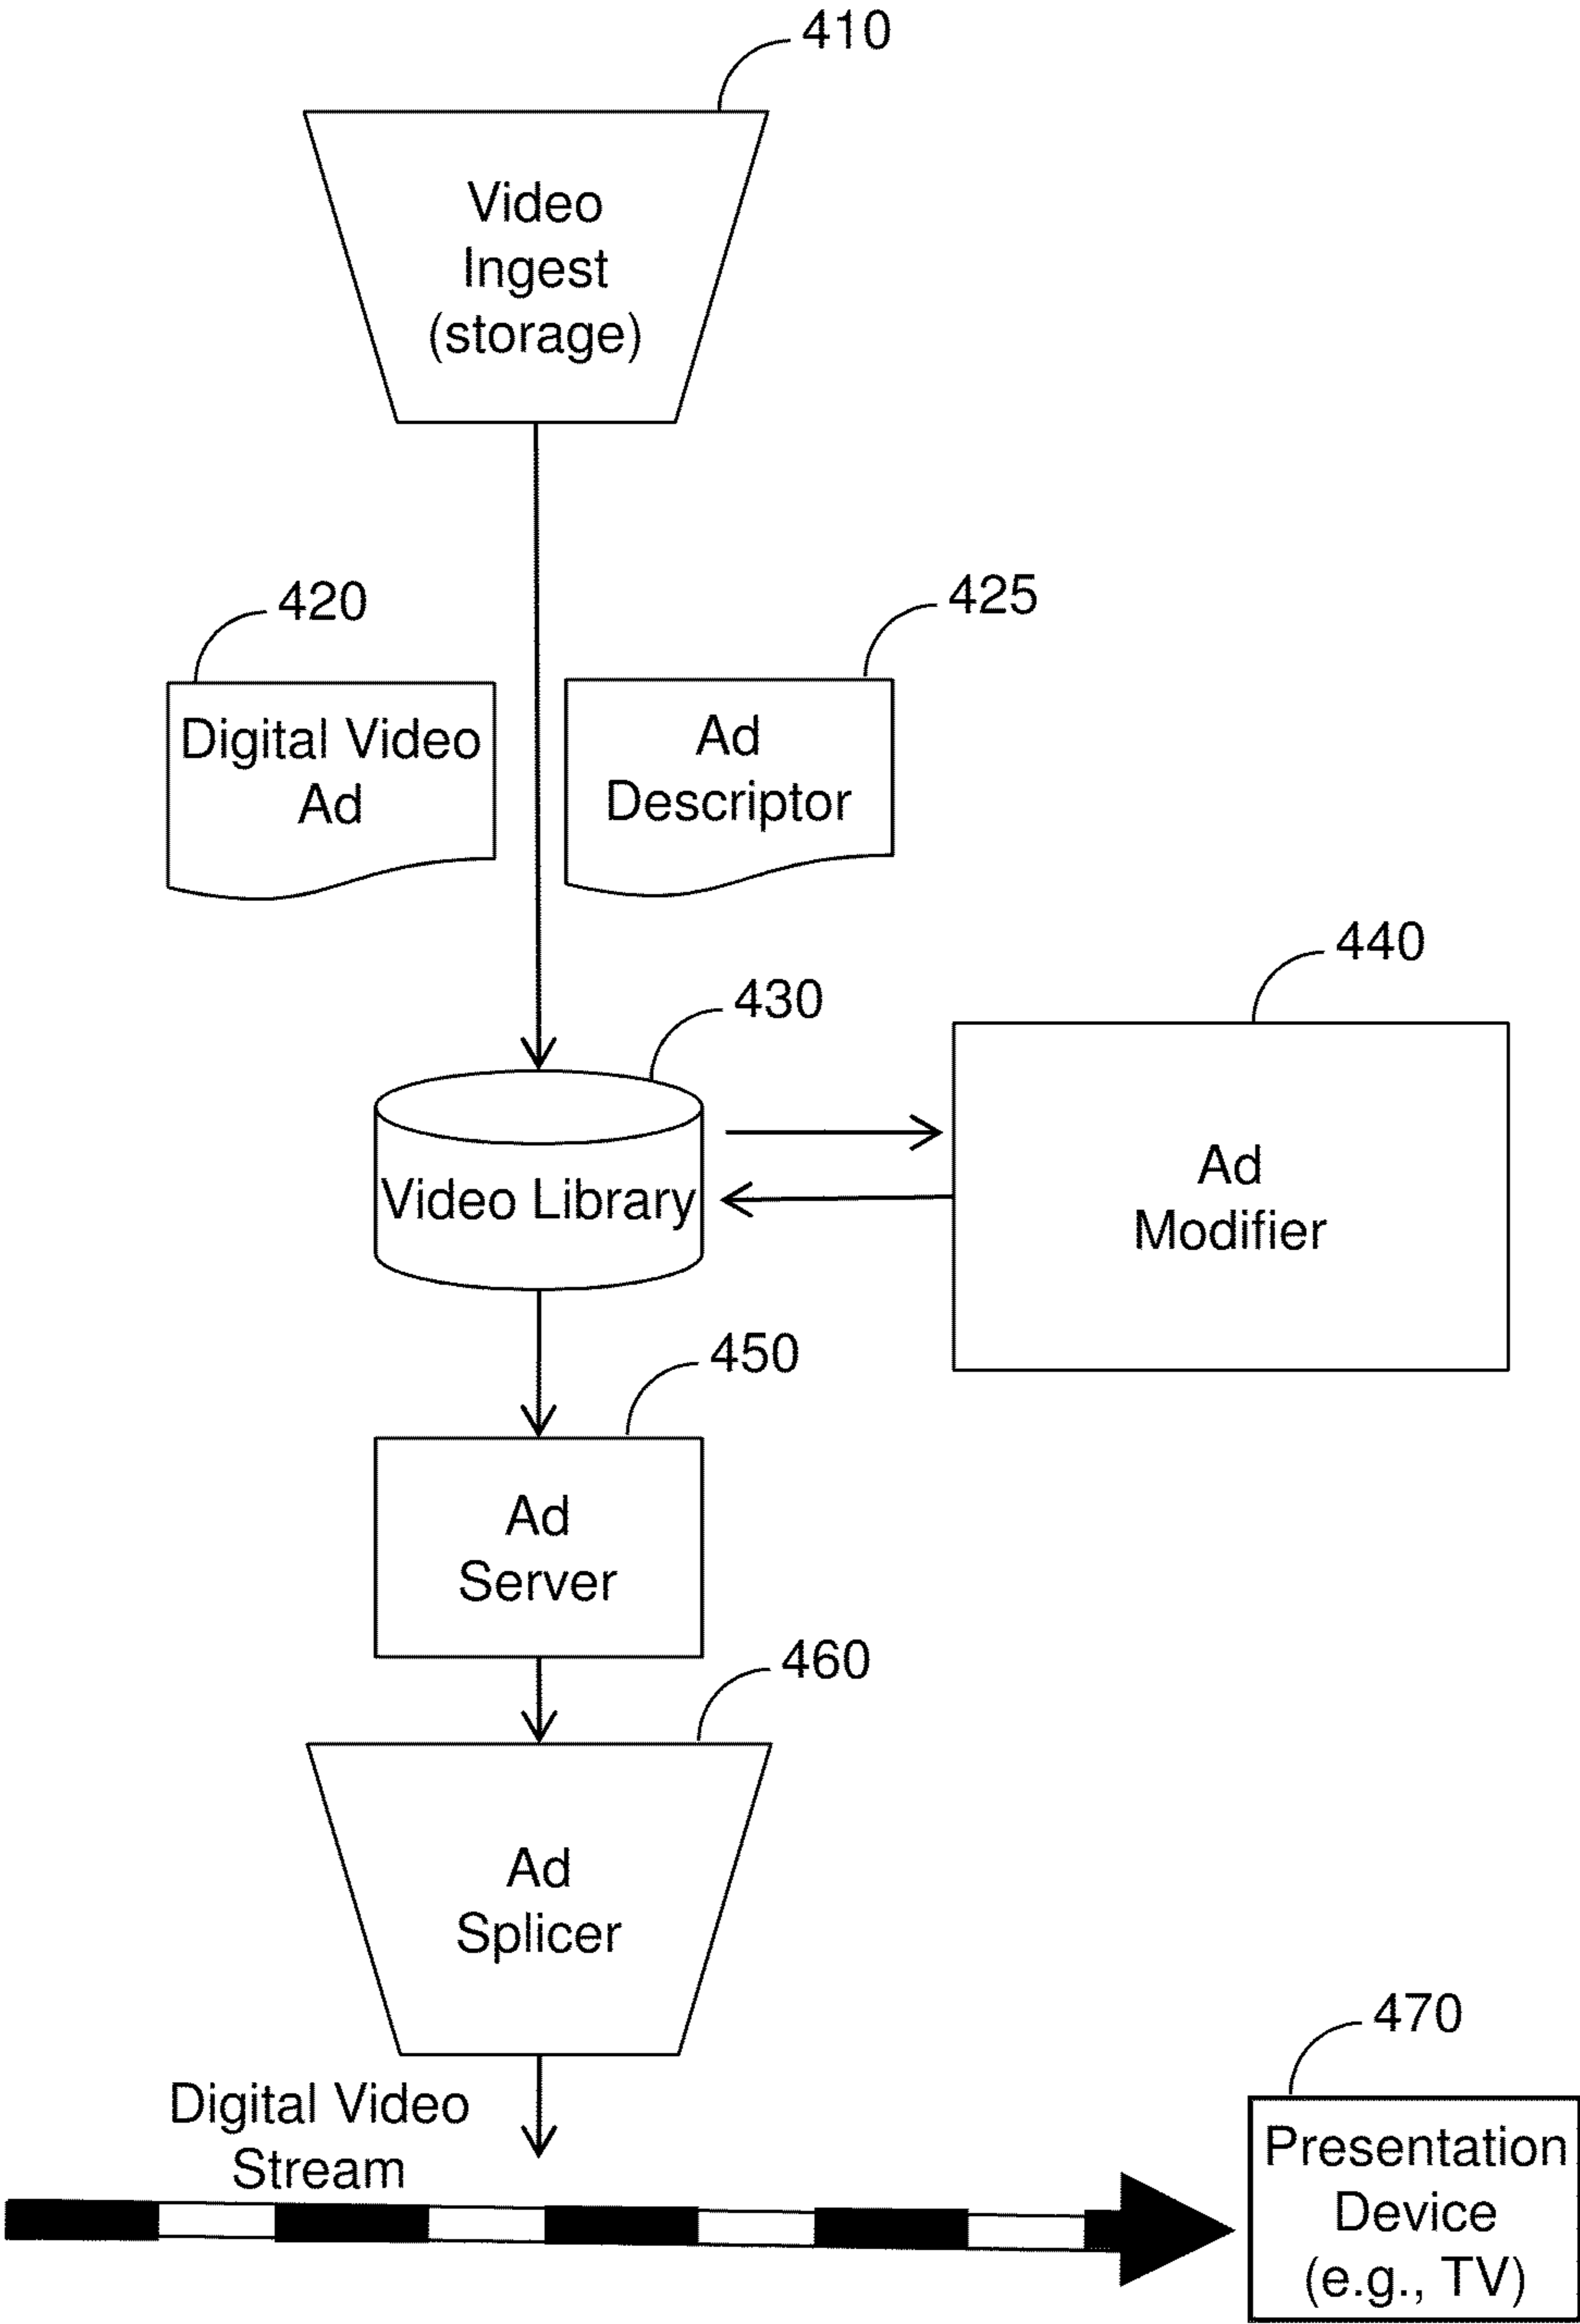 410
Video
Ingest
(storage)
420
425
Digital Video
Ad
Ad
Descriptor
430
440
Video Library
Ad
Modifier
450
Ad
Server
460
Ad
Splicer
470
Digital Video
Stream
Presentation
Device
(e.g., TV)